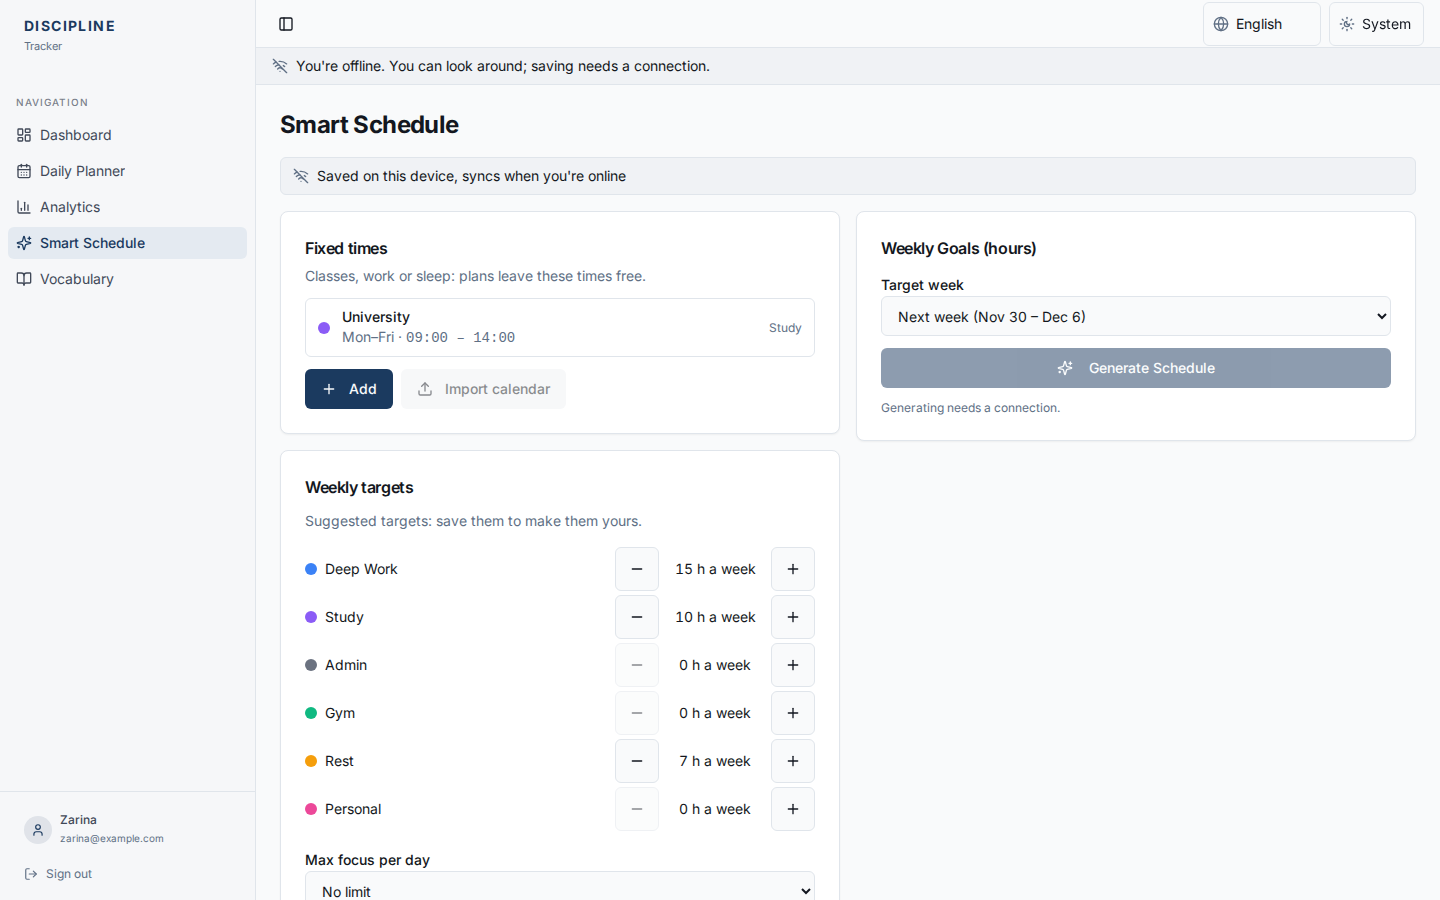 DISCIPLINE
Tracker
NAVIGATION
Dashboard
Daily Planner
Analytics
Smart Schedule
Vocabulary
Zarina
zarina@example.com
Sign out
English
System
You're offline. You can look around; saving needs a connection.
Smart Schedule
Saved on this device, syncs when you're online
Fixed times
Classes, work or sleep: plans leave these times free.
University
Mon–Fri · 09:00 – 14:00
Study
Add
Import calendar
Weekly targets
Suggested targets: save them to make them yours.
Deep Work
15 h a week
Study
10 h a week
Admin
0 h a week
Gym
0 h a week
Rest
7 h a week
Personal
0 h a week
Max focus per day
No limit
Weekly Goals (hours)
Target week
Next week (Nov 30 – Dec 6)
Generate Schedule
Generating needs a connection.